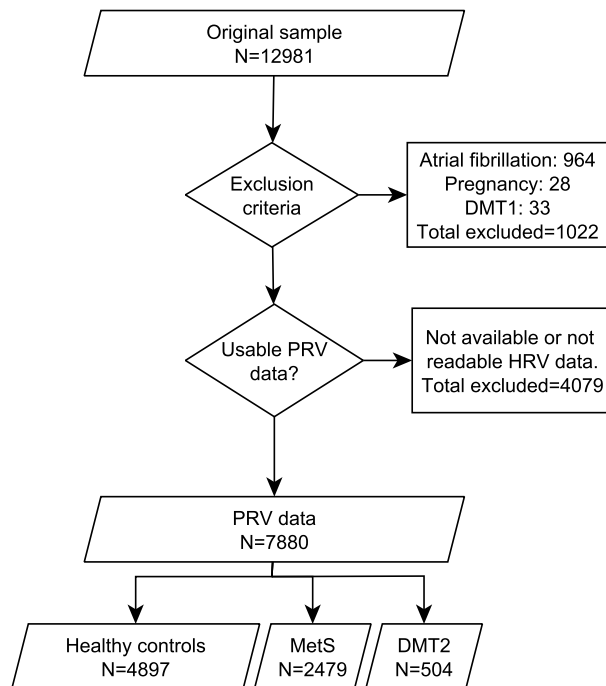 Original sample
N=12981
Exclusion
criteria
Atrial fibrillation: 964
Pregnancy: 28
DMT1: 33
Total excluded=1022
Usable PRV
data?
Not available or not
readable HRV data.
Total excluded=4079
PRV data
N=7880
Healthy controls
N=4897
MetS
N=2479
DMT2
N=504